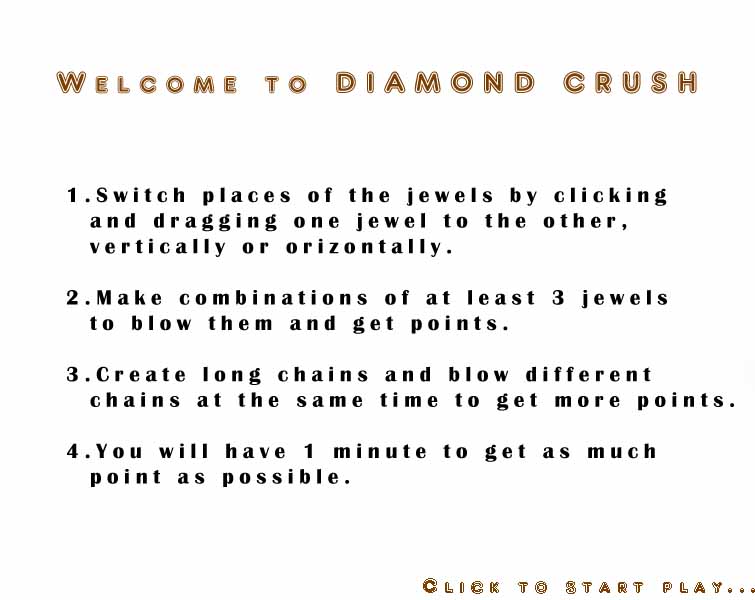 Welcome to DIAMOND CRUSH
1.Switch places of the jewels by clicking
and dragging one jewel to the other,
vertically or orizontally.
2.Make combinations of at least 3 jewels
to blow them and get points.
3.Create long chains and blow different
chains at the same time to get more points.
4.You will have 1 minute to get as much
point as possible.
Click to start play...